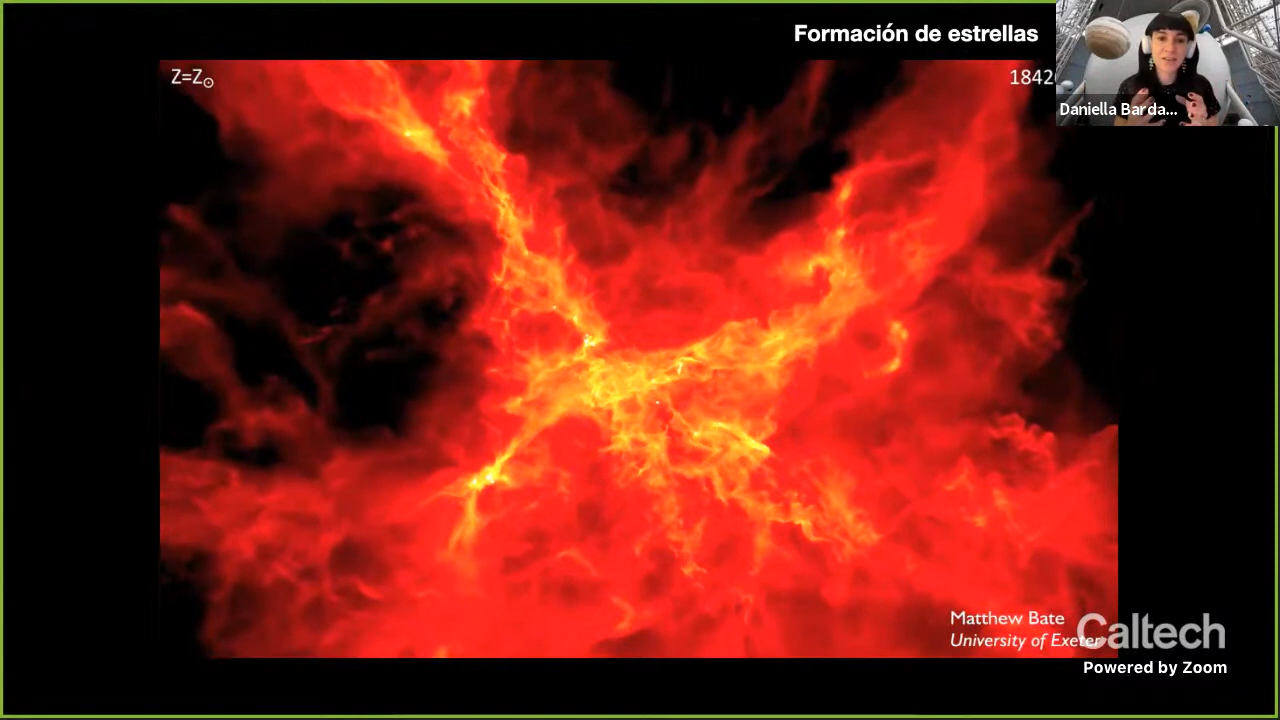 Formación de estrellas
Z=Z☉
1842
Daniella Barda...
Matthew Bate
University of Exeter
Caltech
Powered by Zoom